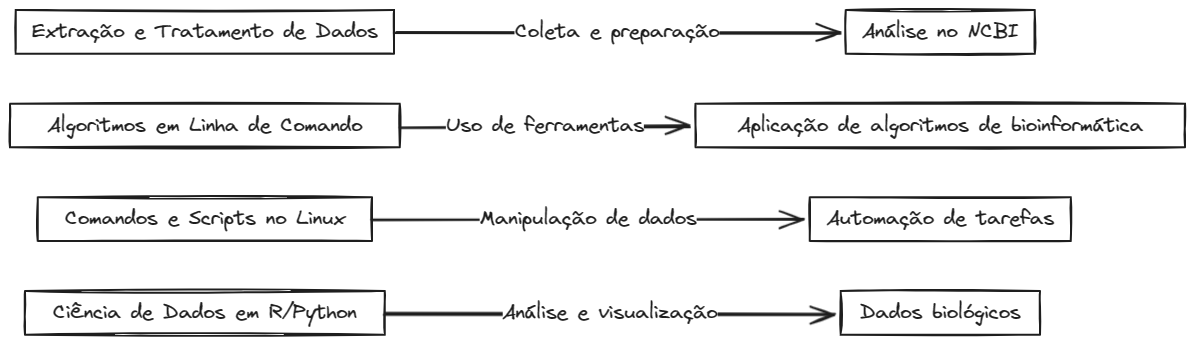 Extração e Tratamento de Dados Coleta e preparação Análise no NCBI
Algoritmos em Linha de Comando Uso de ferramentas Aplicação de algoritmos de bioinformática
Comandos e Scripts no Linux Manipulação de dados Automação de tarefas
Ciência de Dados em R/Python Análise e visualização Dados biológicos